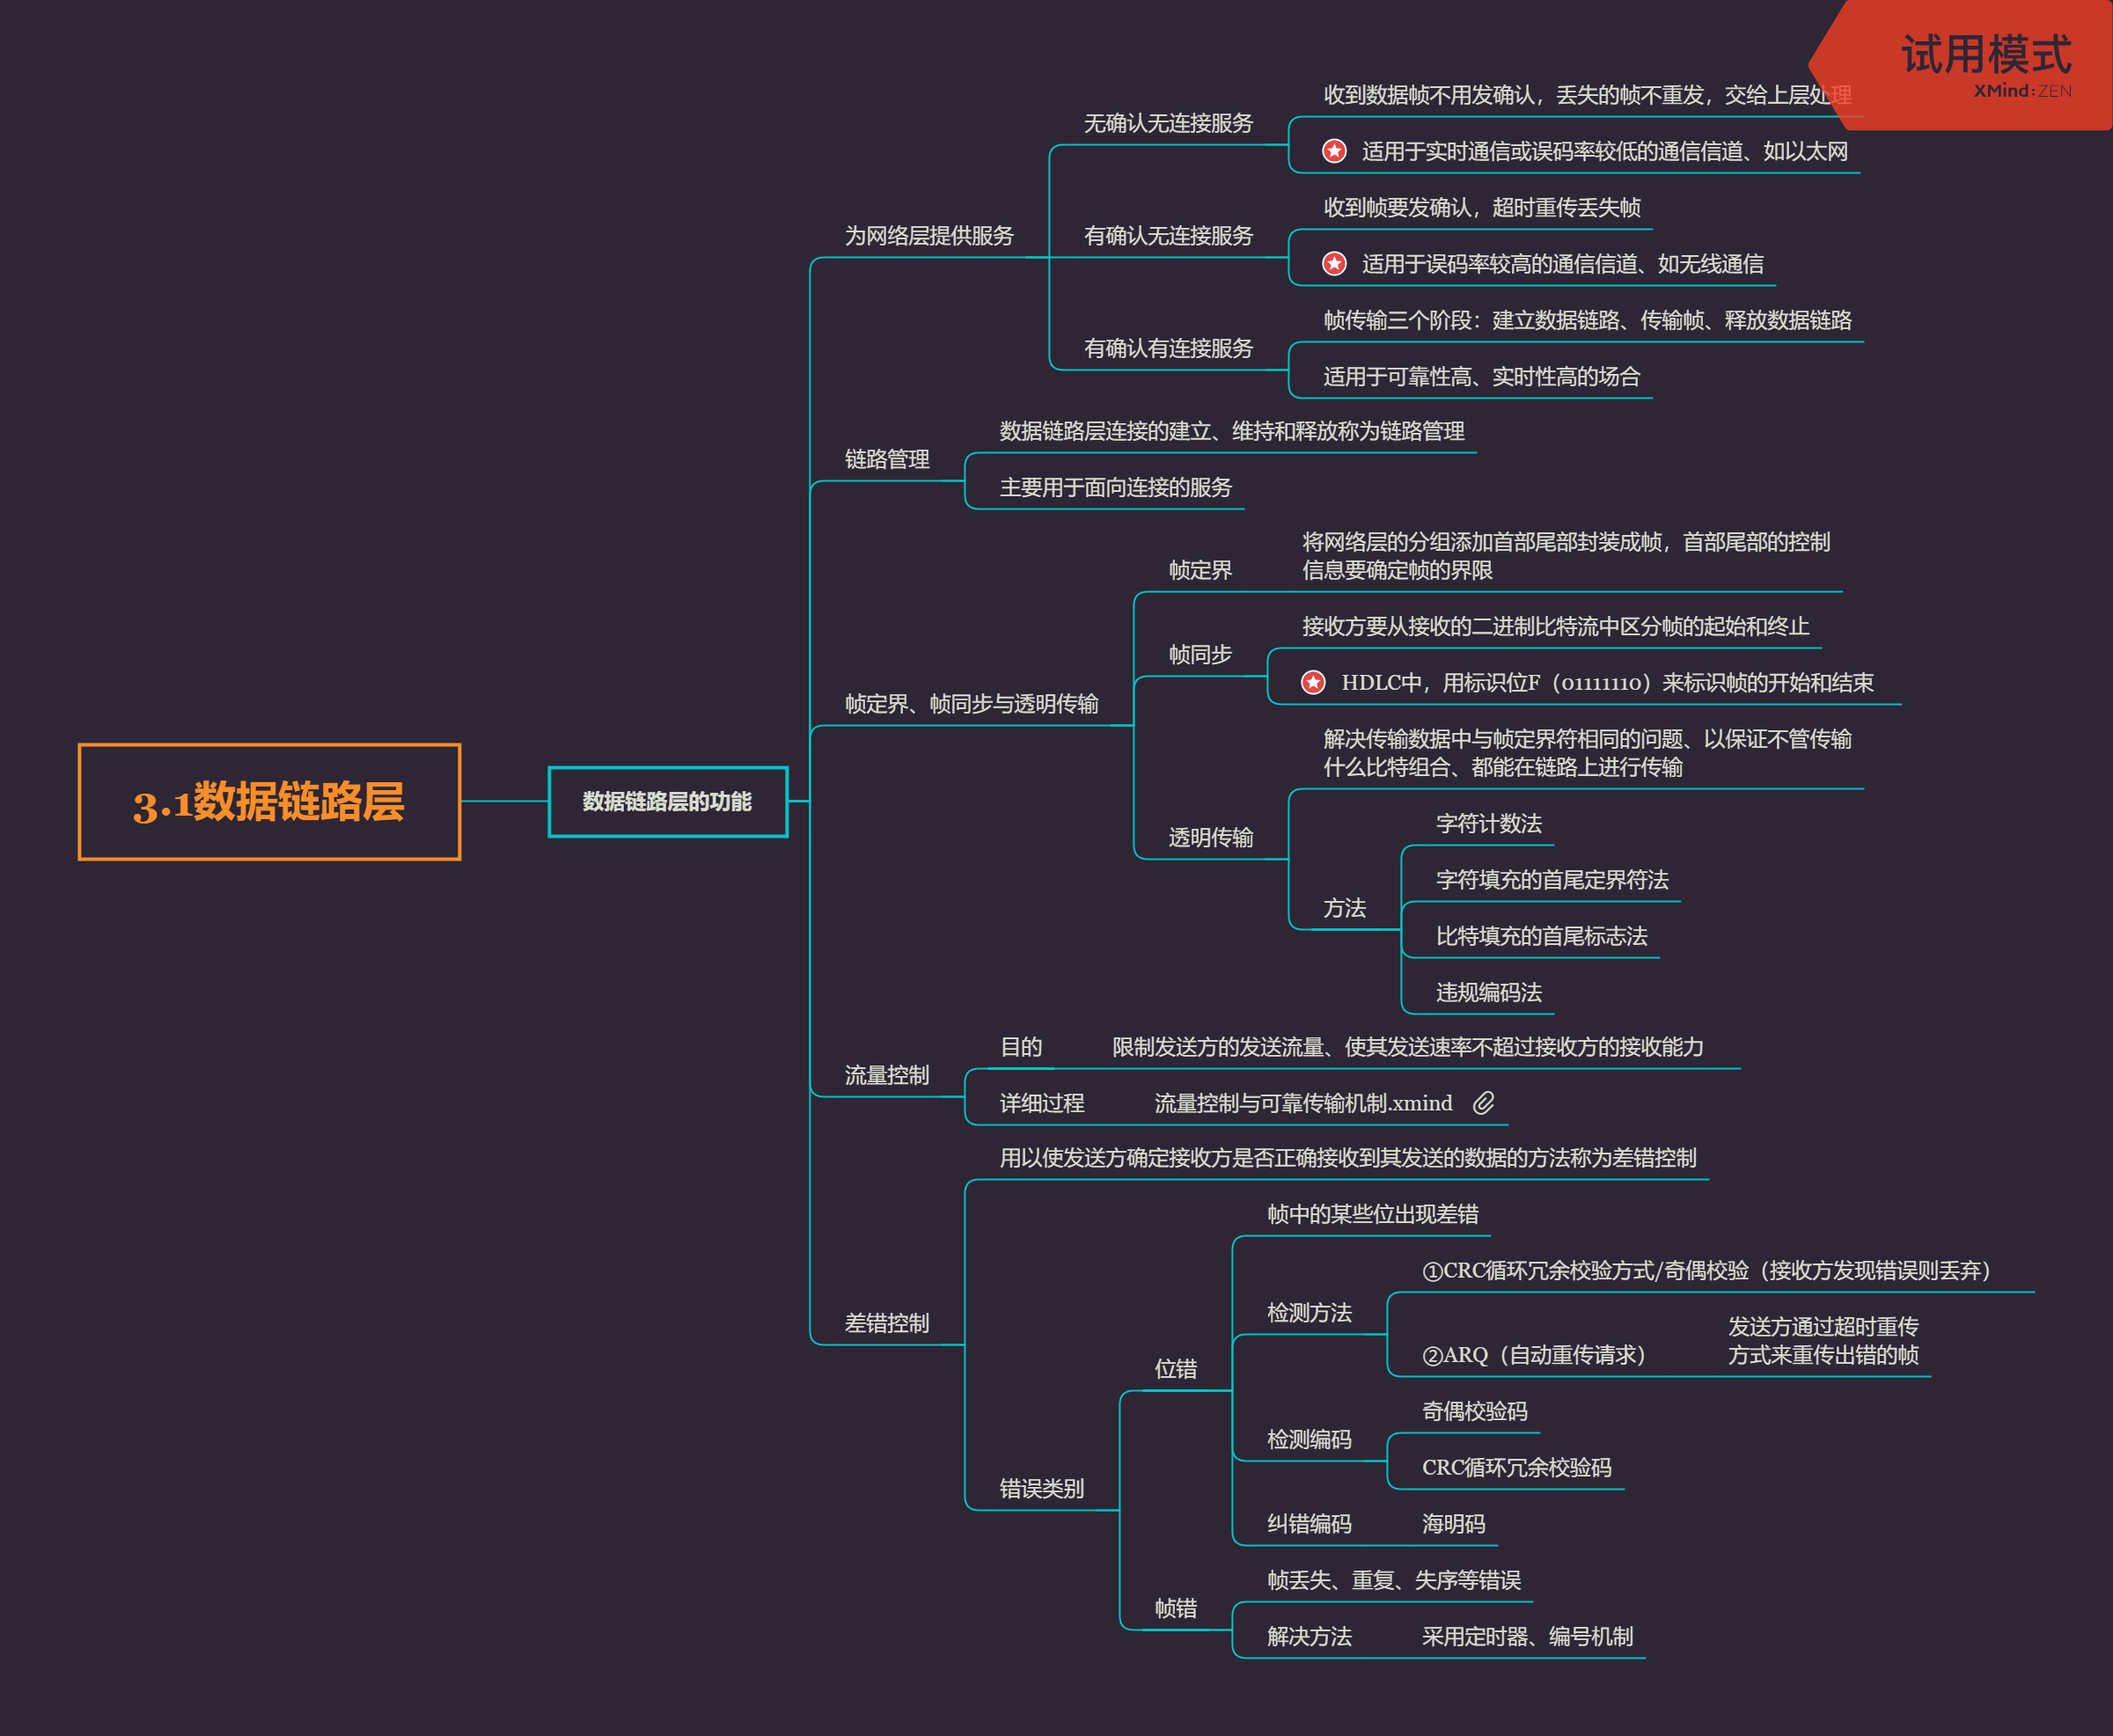 试用模式
XMind:ZEN
3.1数据链路层
数据链路层的功能
为网络层提供服务
无确认无连接服务
收到数据帧不用发确认，丢失的帧不重发，交给上层处理
适用于实时通信或误码率较低的通信信道、如以太网
有确认无连接服务
收到帧要发确认，超时重传丢失帧
适用于误码率较高的通信信道、如无线通信
有确认有连接服务
帧传输三个阶段：建立数据链路、传输帧、释放数据链路
适用于可靠性高、实时性高的场合
链路管理
数据链路层连接的建立、维持和释放称为链路管理
主要用于面向连接的服务
帧定界、帧同步与透明传输
帧定界
将网络层的分组添加首部尾部封装成帧，首部尾部的控制
信息要确定帧的界限
帧同步
接收方要从接收的二进制比特流中区分帧的起始和终止
HDLC中，用标识位F（01111110）来标识帧的开始和结束
透明传输
解决传输数据中与帧定界符相同的问题、以保证不管传输
什么比特组合、都能在链路上进行传输
方法
字符计数法
字符填充的首尾定界符法
比特填充的首尾标志法
违规编码法
流量控制
目的
限制发送方的发送流量、使其发送速率不超过接收方的接收能力
详细过程
流量控制与可靠传输机制.xmind
差错控制
用以使发送方确定接收方是否正确接收到其发送的数据的方法称为差错控制
错误类别
位错
帧中的某些位出现差错
检测方法
①CRC循环冗余校验方式/奇偶校验（接收方发现错误则丢弃）
②ARQ（自动重传请求）
发送方通过超时重传
方式来重传出错的帧
检测编码
奇偶校验码
CRC循环冗余校验码
纠错编码
海明码
帧错
帧丢失、重复、失序等错误
解决方法
采用定时器、编号机制